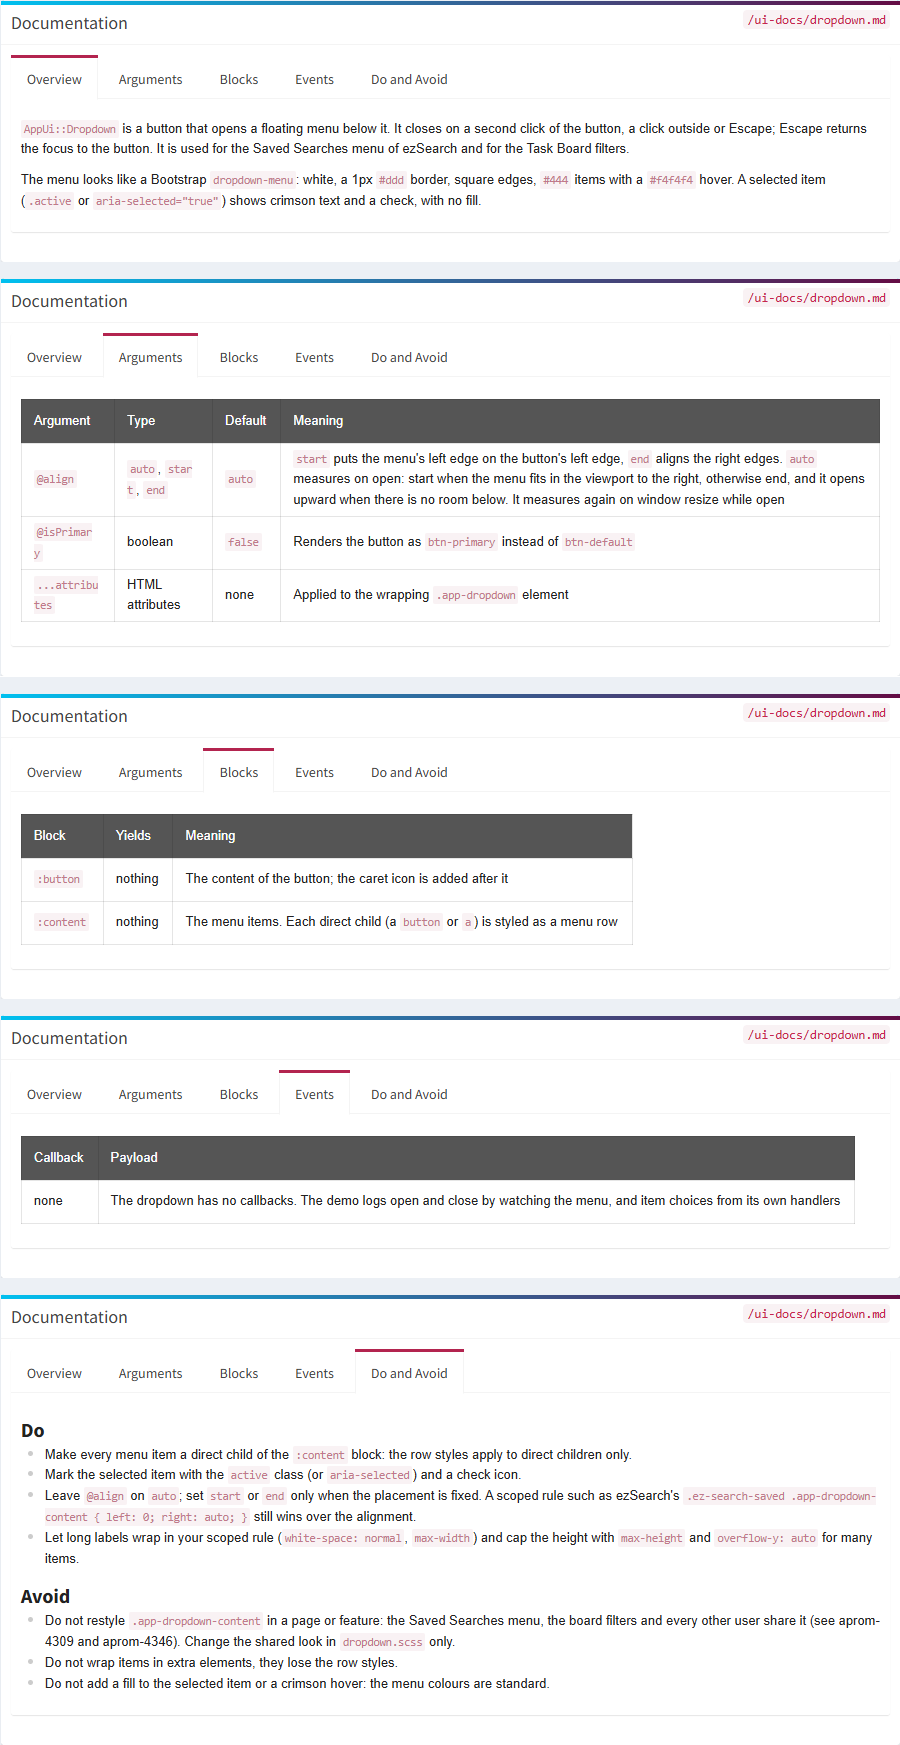 Documentation
/ui-docs/dropdown.md
Overview Arguments Blocks Events Do and Avoid
AppUi::Dropdown is a button that opens a floating menu below it. It closes on a second click of the button, a click outside or Escape; Escape returns
the focus to the button. It is used for the Saved Searches menu of ezSearch and for the Task Board filters.
The menu looks like a Bootstrap dropdown-menu: white, a 1px #ddd border, square edges, #444 items with a #f4f4f4 hover. A selected item
(.active or aria-selected="true") shows crimson text and a check, with no fill.
Documentation
/ui-docs/dropdown.md
Overview Arguments Blocks Events Do and Avoid
Argument Type Default Meaning
@align
auto, star
t, end
auto
start puts the menu's left edge on the button's left edge, end aligns the right edges. auto
measures on open: start when the menu fits in the viewport to the right, otherwise end, and it opens
upward when there is no room below. It measures again on window resize while open
@isPrimar
y
boolean
false
Renders the button as btn-primary instead of btn-default
...attribu
tes
HTML
attributes
none
Applied to the wrapping .app-dropdown element
Documentation
/ui-docs/dropdown.md
Overview Arguments Blocks Events Do and Avoid
Block Yields Meaning
:button nothing The content of the button; the caret icon is added after it
:content nothing The menu items. Each direct child (a button or a) is styled as a menu row
Documentation
/ui-docs/dropdown.md
Overview Arguments Blocks Events Do and Avoid
Callback Payload
none The dropdown has no callbacks. The demo logs open and close by watching the menu, and item choices from its own handlers
Documentation
/ui-docs/dropdown.md
Overview Arguments Blocks Events Do and Avoid
Do
Make every menu item a direct child of the :content block: the row styles apply to direct children only.
Mark the selected item with the active class (or aria-selected) and a check icon.
Leave @align on auto; set start or end only when the placement is fixed. A scoped rule such as ezSearch's .ez-search-saved .app-dropdown-
content { left: 0; right: auto; } still wins over the alignment.
Let long labels wrap in your scoped rule (white-space: normal, max-width) and cap the height with max-height and overflow-y: auto for many
items.
Avoid
Do not restyle .app-dropdown-content in a page or feature: the Saved Searches menu, the board filters and every other user share it (see aprom-
4309 and aprom-4346). Change the shared look in dropdown.scss only.
Do not wrap items in extra elements, they lose the row styles.
Do not add a fill to the selected item or a crimson hover: the menu colours are standard.